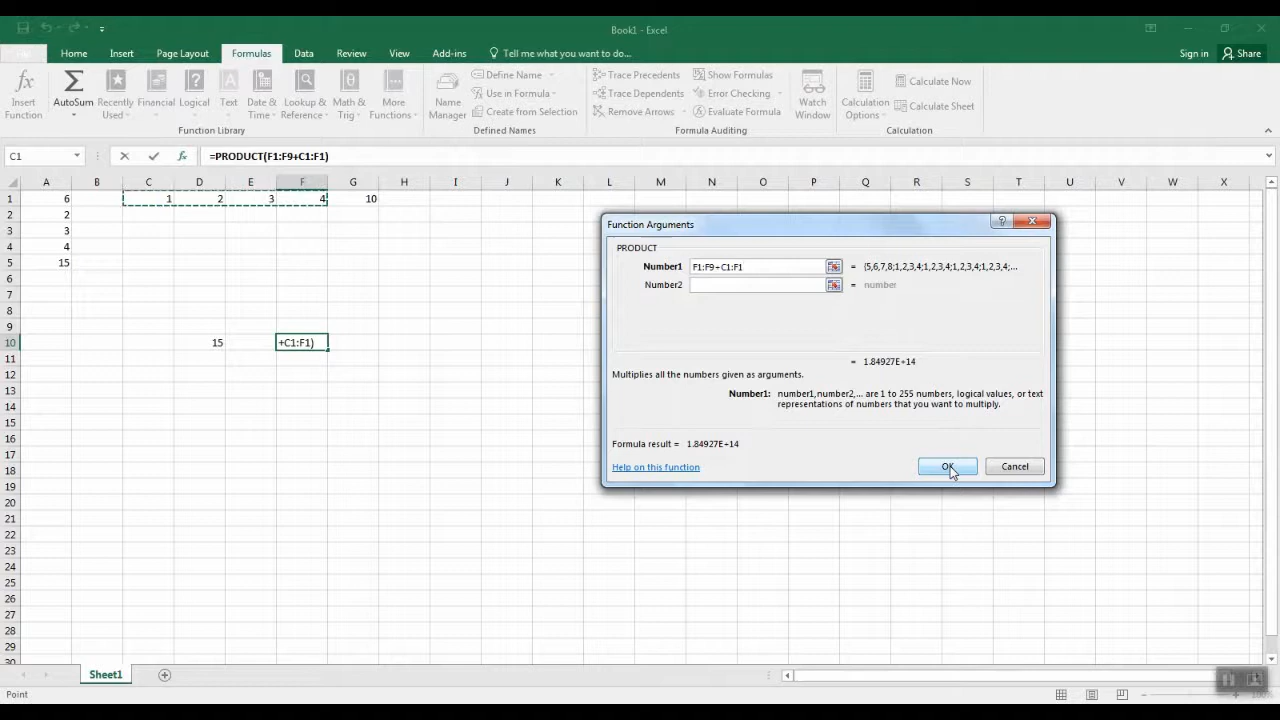 Book1 - Excel
Home Insert Page Layout Formulas Data Review View Add-ins Tell me what you want to do... Sign in Share
Insert Function
AutoSum
Recently Used
Financial
Logical
Text
Date & Time
Lookup & Reference
Math & Trig
More Functions
Function Library
Name Manager
Define Name
Use in Formula
Create from Selection
Defined Names
Trace Precedents
Trace Dependents
Remove Arrows
Show Formulas
Error Checking
Evaluate Formula
Formula Auditing
Watch Window
Calculation Options
Calculate Now
Calculate Sheet
Calculation
C1 fx =PRODUCT(F1:F9+C1:F1)
A B C D E F G H I J K L M N O P Q R S T U V W X
1 6 1 2 3 4 10
2 2
3 3
4 4
5 15
6
7
8
9
10 15 +C1:F1)
11
12
13
14
15
16
17
18
19
20
21
22
23
24
25
26
27
28
29
30
Function Arguments
PRODUCT
Number1 F1:F9+C1:F1 = {5,6,7,8;1,2,3,4;1,2,3,4;1,2,3,4;1,2,3,4;...
Number2 = number
= 1.84927E+14
Multiplies all the numbers given as arguments.
Number1: number1,number2,... are 1 to 255 numbers, logical values, or text
representations of numbers that you want to multiply.
Formula result = 1.84927E+14
Help on this function OK Cancel
Sheet1
Point 100%